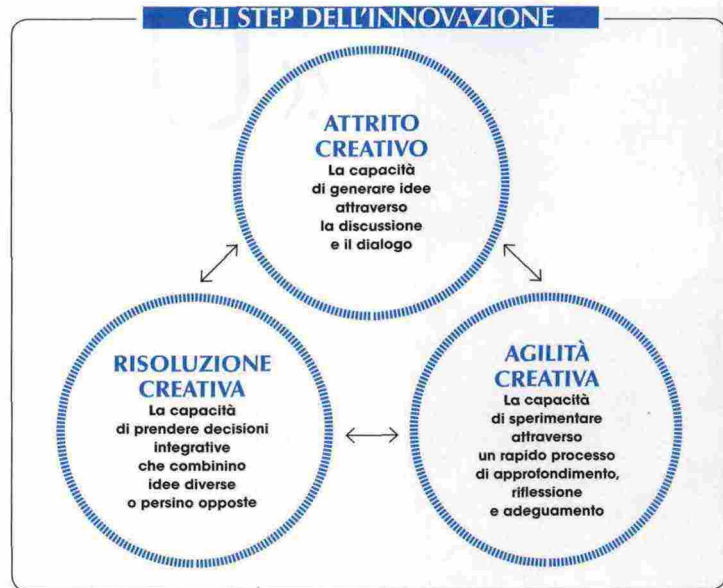 GLI STEP DELL'INNOVAZIONE
ATTRITO
CREATIVO
La capacità
di generare idee
attraverso
la discussione
e il dialogo
RISOLUZIONE
CREATIVA
La capacità
di prendere decisioni
integrative
che combinino
idee diverse
o persino opposte
AGILITÀ
CREATIVA
La capacità
di sperimentare
attraverso
un rapido processo
di approfondimento,
riflessione
e adeguamento